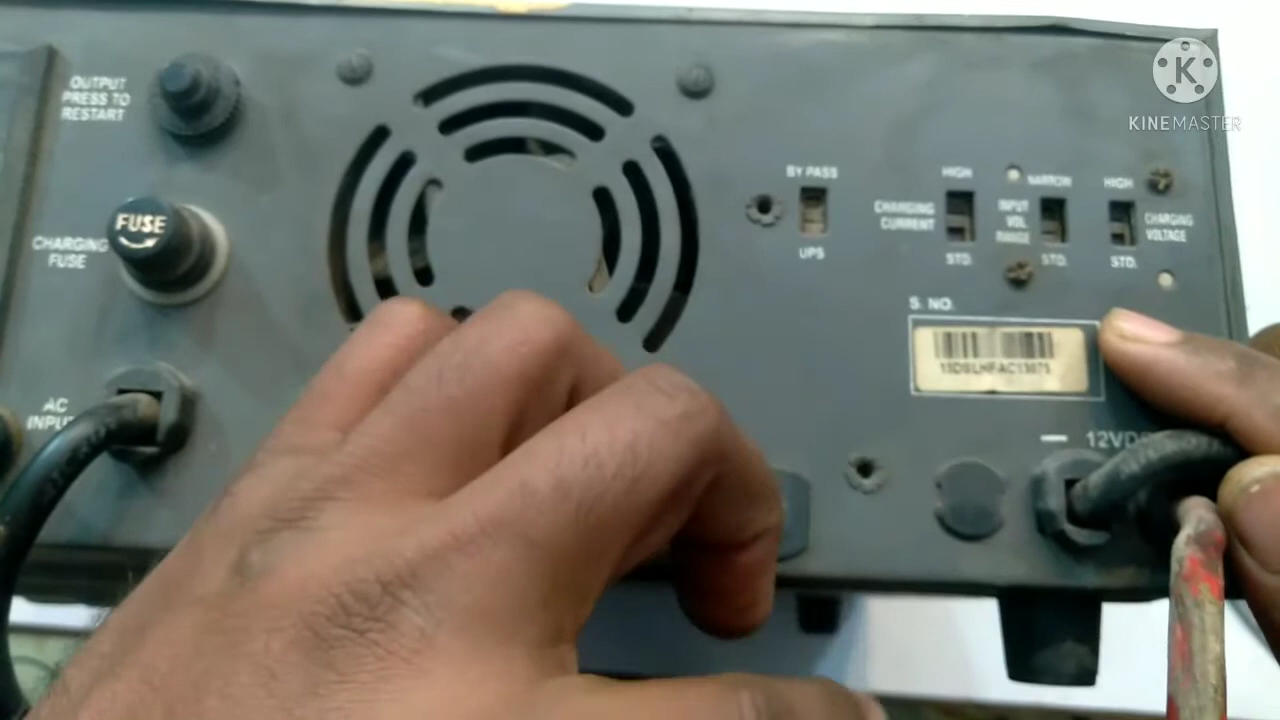 OUTPUT
PRESS TO
RESTART
FUSE
CHARGING
FUSE
AC
INPUT
BY PASS
UPS
CHARGING
CURRENT
HIGH
STD.
INPUT
VOL
RANGE
NARROW
STD.
HIGH
STD.
CHARGING
VOLTAGE
S. NO.
— 12VD
K
KINEMASTER